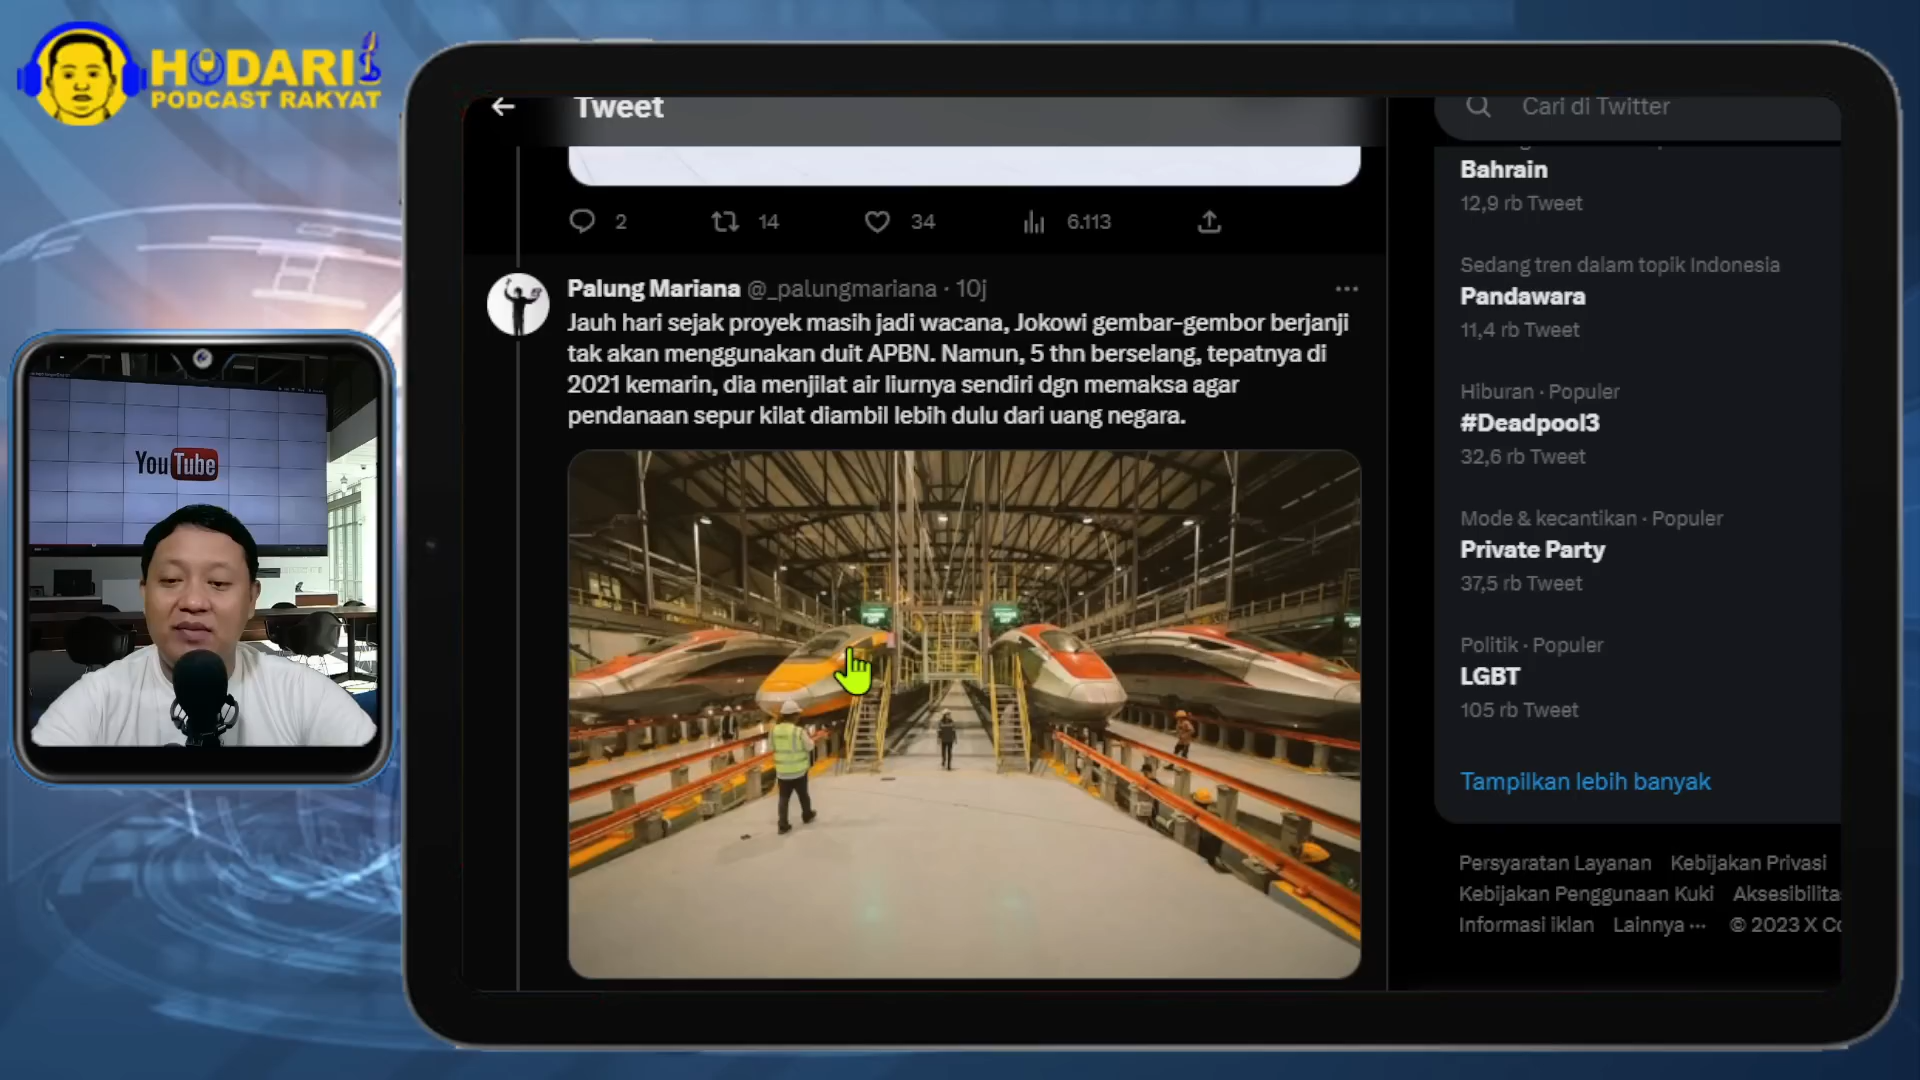 HODARI
PODCAST RAKYAT
YouTube
Tweet
Cari di Twitter
2 14 34 6.113
Palung Mariana @_palungmariana · 10j
Jauh hari sejak proyek masih jadi wacana, Jokowi gembar-gembor berjanji
tak akan menggunakan duit APBN. Namun, 5 thn berselang, tepatnya di
2021 kemarin, dia menjilat air liurnya sendiri dgn memaksa agar
pendanaan sepur kilat diambil lebih dulu dari uang negara.
Bahrain
12,9 rb Tweet
Sedang tren dalam topik Indonesia
Pandawara
11,4 rb Tweet
Hiburan · Populer
#Deadpool3
32,6 rb Tweet
Mode & kecantikan · Populer
Private Party
37,5 rb Tweet
Politik · Populer
LGBT
105 rb Tweet
Tampilkan lebih banyak
Persyaratan Layanan Kebijakan Privasi
Kebijakan Penggunaan Kuki Aksesibilita
Informasi iklan Lainnya ··· © 2023 X Co